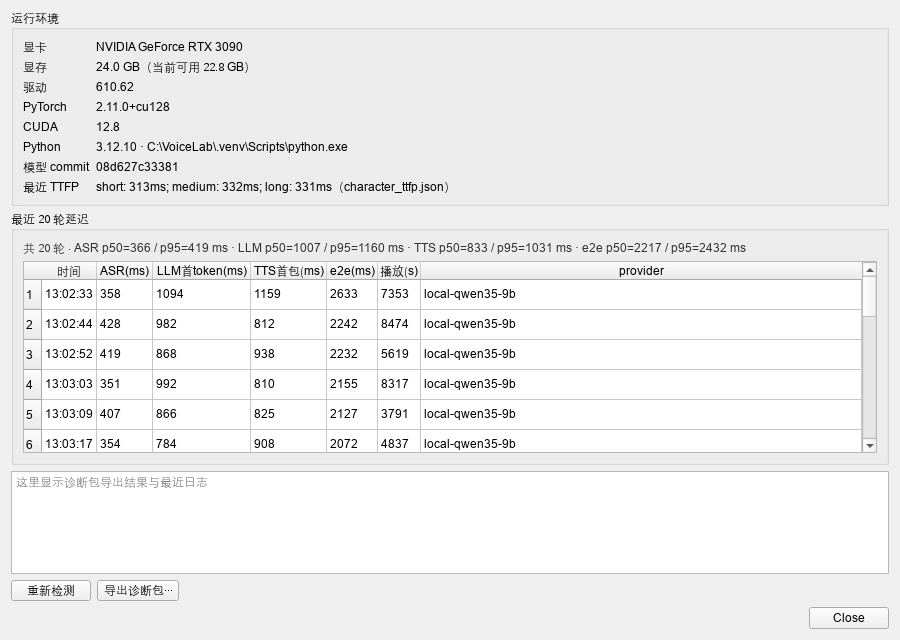 运行环境
显卡 NVIDIA GeForce RTX 3090
显存 24.0 GB（当前可用 22.8 GB）
驱动 610.62
PyTorch 2.11.0+cu128
CUDA 12.8
Python 3.12.10 · C:\VoiceLab\.venv\Scripts\python.exe
模型 commit 08d627c33381
最近 TTFP short: 313ms; medium: 332ms; long: 331ms（character_ttfp.json）
最近 20 轮延迟
共 20 轮 · ASR p50=366 / p95=419 ms · LLM p50=1007 / p95=1160 ms · TTS p50=833 / p95=1031 ms · e2e p50=2217 / p95=2432 ms
时间 ASR(ms) LLM首token(ms) TTS首包(ms) e2e(ms) 播放(s) provider
1 13:02:33 358 1094 1159 2633 7353 local-qwen35-9b
2 13:02:44 428 982 812 2242 8474 local-qwen35-9b
3 13:02:52 419 868 938 2232 5619 local-qwen35-9b
4 13:03:03 351 992 810 2155 8317 local-qwen35-9b
5 13:03:09 407 866 825 2127 3791 local-qwen35-9b
6 13:03:17 354 784 908 2072 4837 local-qwen35-9b
这里显示诊断包导出结果与最近日志
重新检测 导出诊断包…
Close